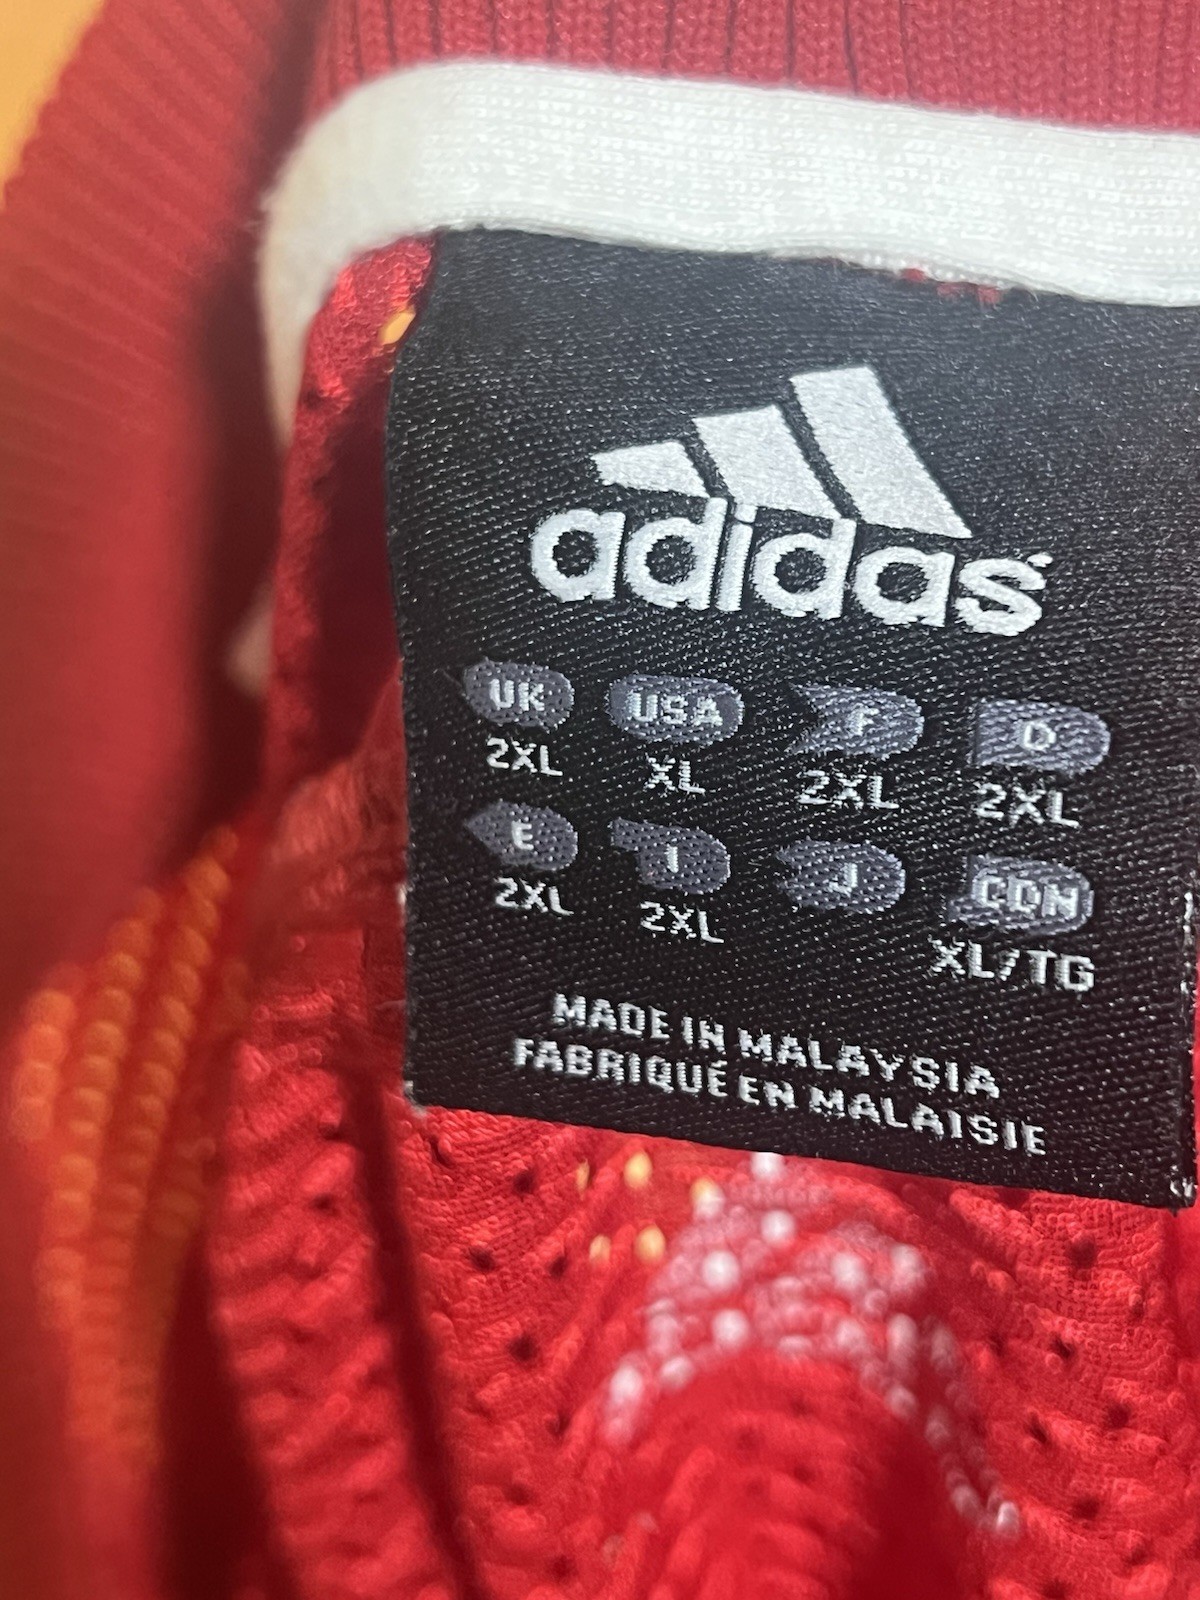 adidas
UK USA F D
2XL XL 2XL 2XL
E I J CDN
2XL 2XL XL/TG
MADE IN MALAYSIA
FABRIQUÉ EN MALAISIE